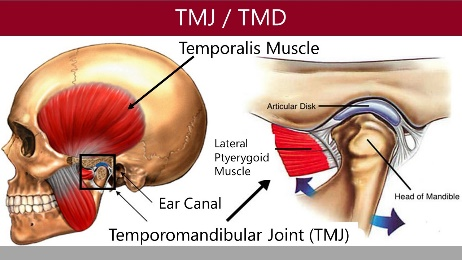 TMJ / TMD
Temporalis Muscle
Articular Disk
Lateral
Ptyerygoid
Muscle
Head of Mandible
Ear Canal
Temporomandibular Joint (TMJ)